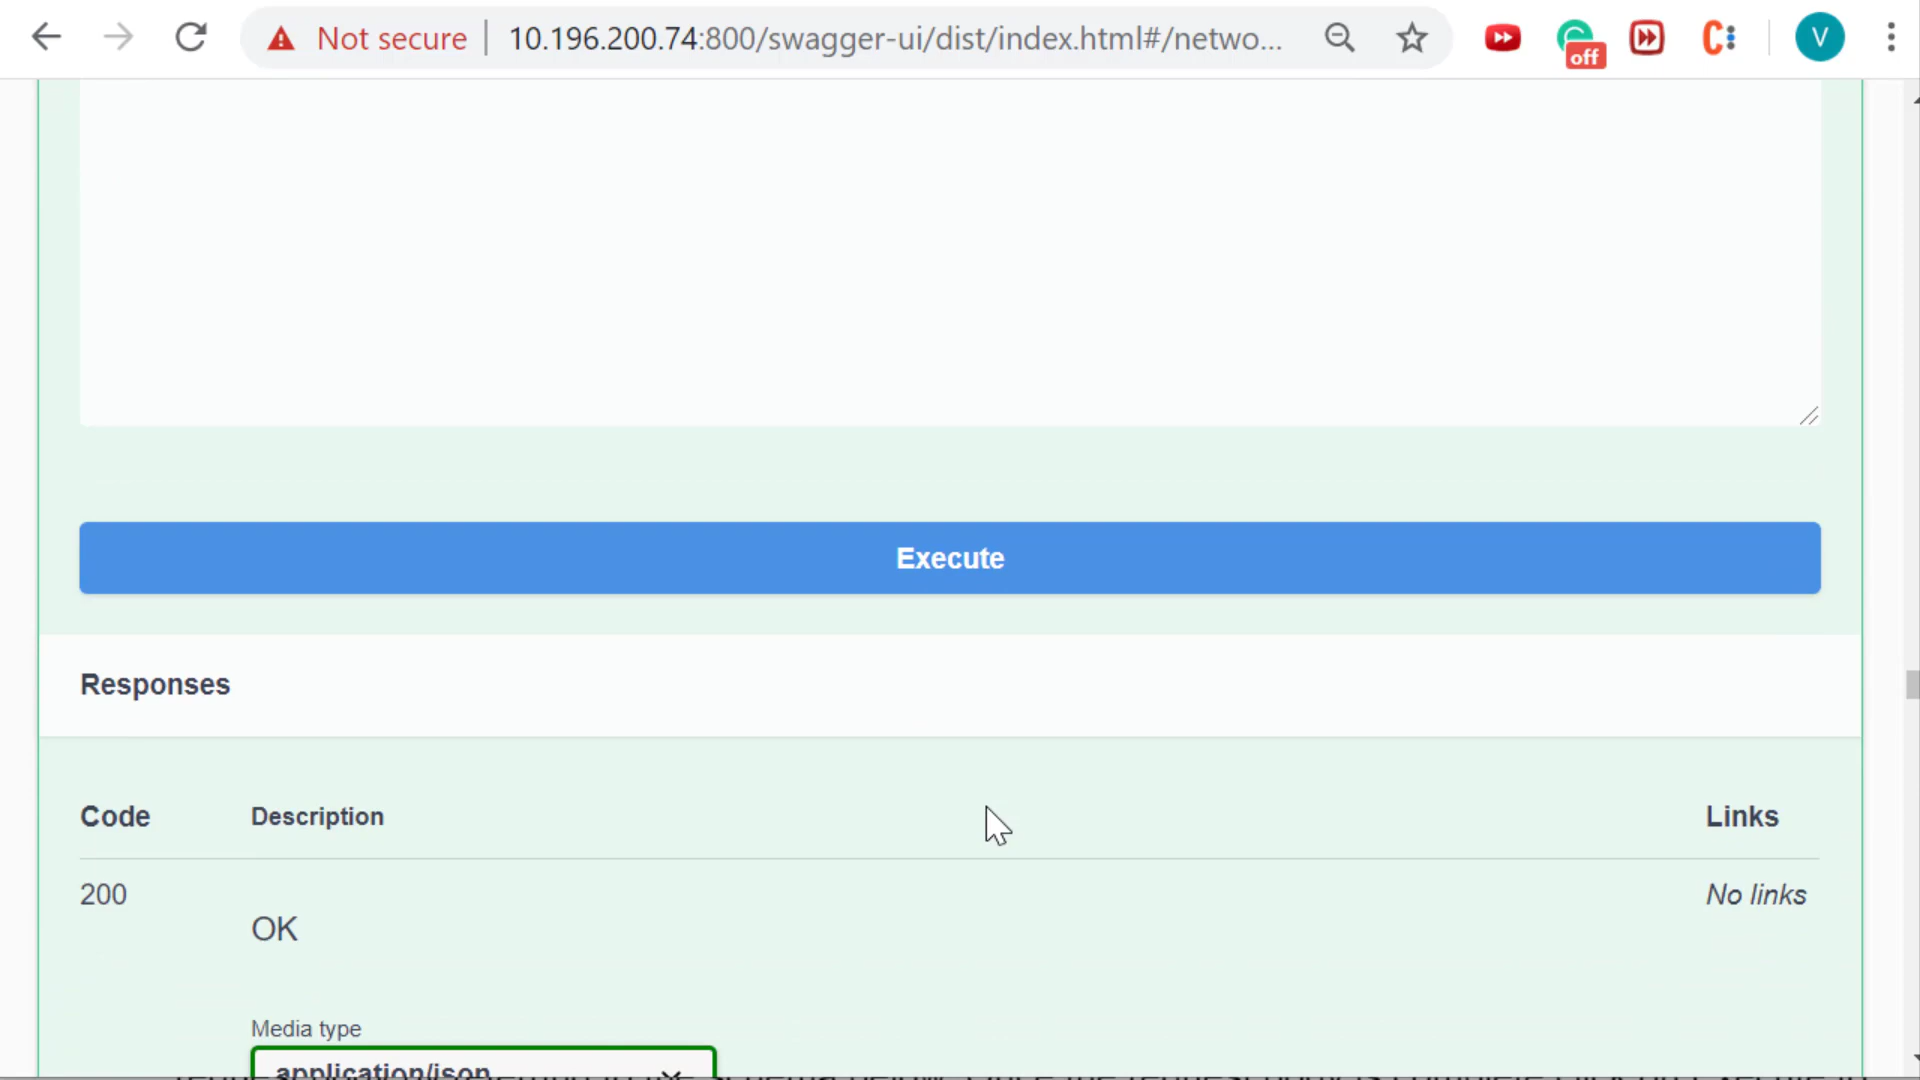 Not secure 10.196.200.74:800/swagger-ui/dist/index.html#/netwo...
off
V
Execute
Responses
Code Description Links
200 No links
OK
Media type
application/json